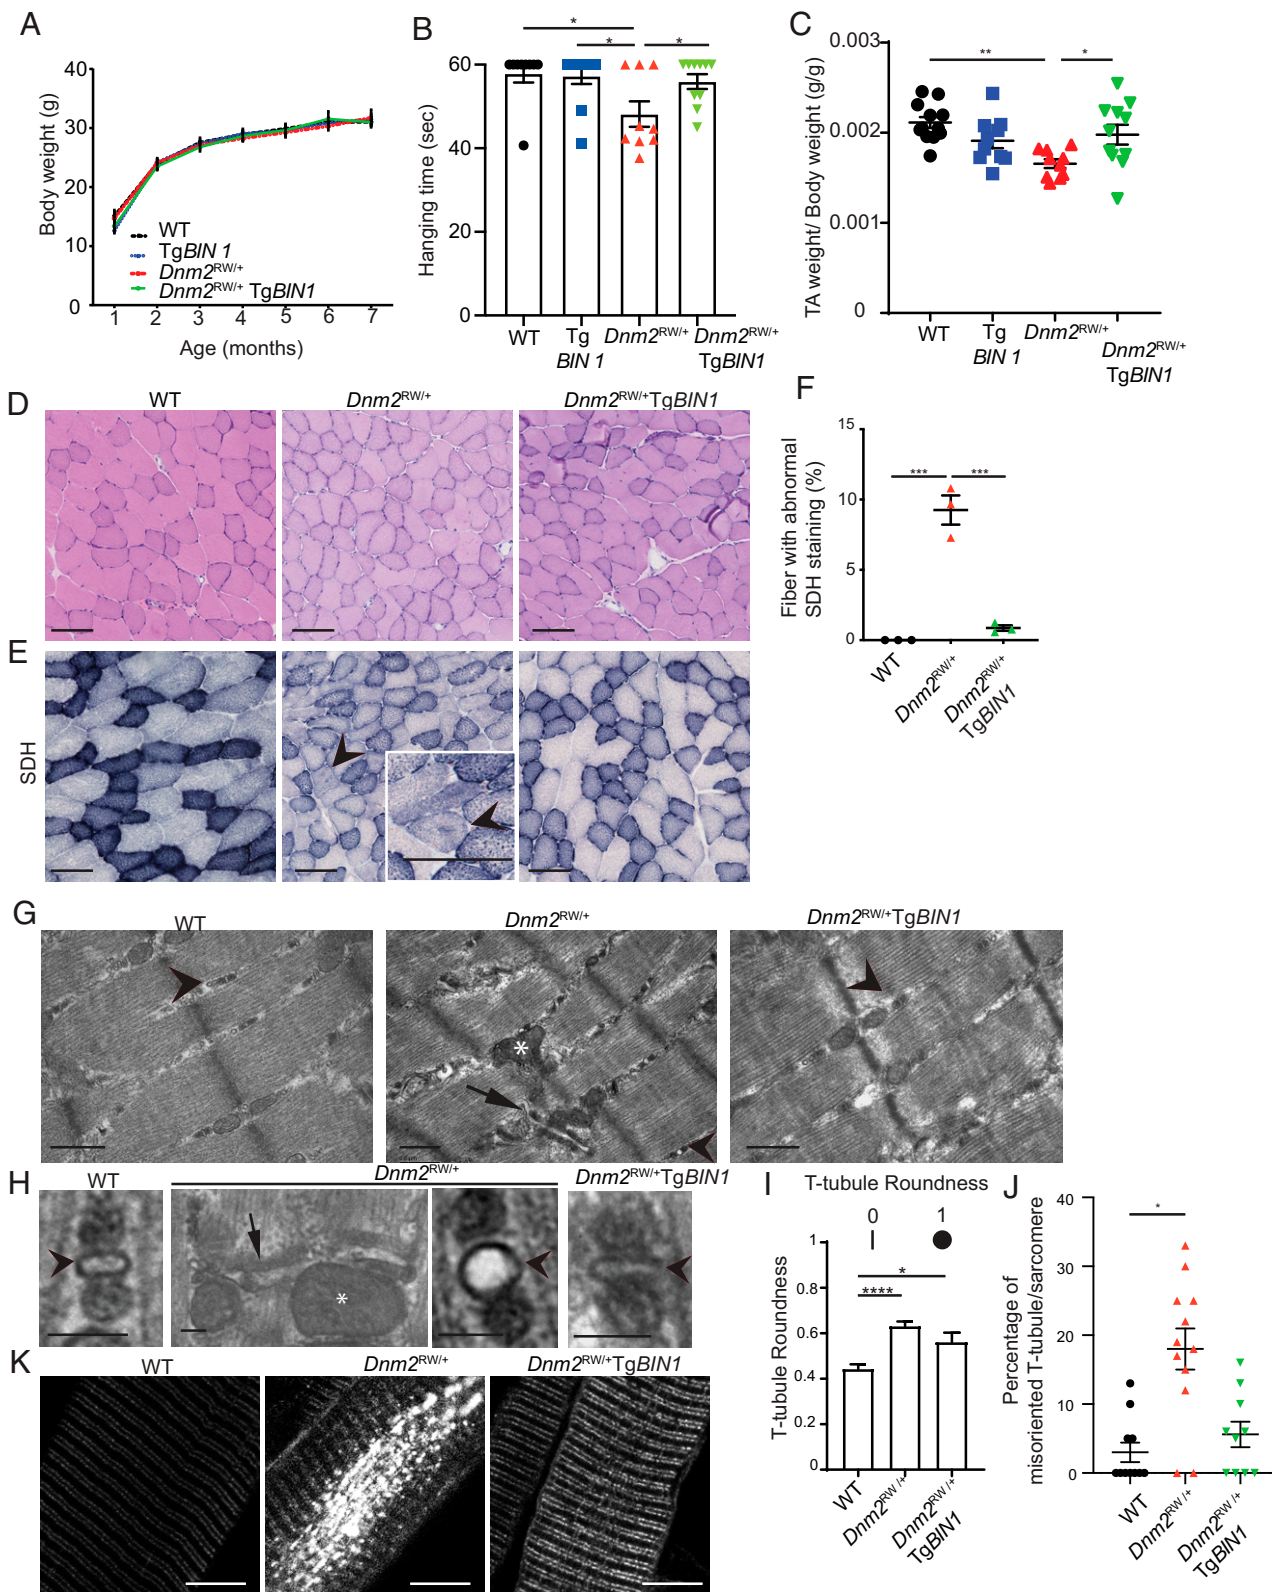 A
Body weight (g)
40
30
20
10
0
WT
TgBIN 1
Dnm2RW/+
Dnm2RW/+ TgBIN1
1 2 3 4 5 6 7
Age (months)
B
Hanging time (sec)
60
40
20
0
*
* *
WT Tg Dnm2RW/+ Dnm2RW/+
BIN 1 TgBIN1
C
TA weight/ Body weight (g/g)
0.003
0.002
0.001
0
** *
WT Tg Dnm2RW/+ Dnm2RW/+
BIN 1 TgBIN1
D
WT Dnm2RW/+ Dnm2RW/+TgBIN1
E
SDH
F
Fiber with abnormal
SDH staining (%)
15
10
5
0
*** ***
WT Dnm2RW/+ Dnm2RW/+
TgBIN1
G
WT Dnm2RW/+ Dnm2RW/+TgBIN1
*
H
WT Dnm2RW/+ Dnm2RW/+TgBIN1
*
I
T-tubule Roundness
0 1
T-tubule Roundness
1
0.8
0.6
0.4
0.2
0
*
****
WT Dnm2RW/+ Dnm2RW/+
TgBIN1
J
Percentage of
misoriented T-tubule/sarcomere
40
30
20
10
0
*
WT Dnm2RW/+ Dnm2RW/+
TgBIN1
K
WT Dnm2RW/+ Dnm2RW/+TgBIN1